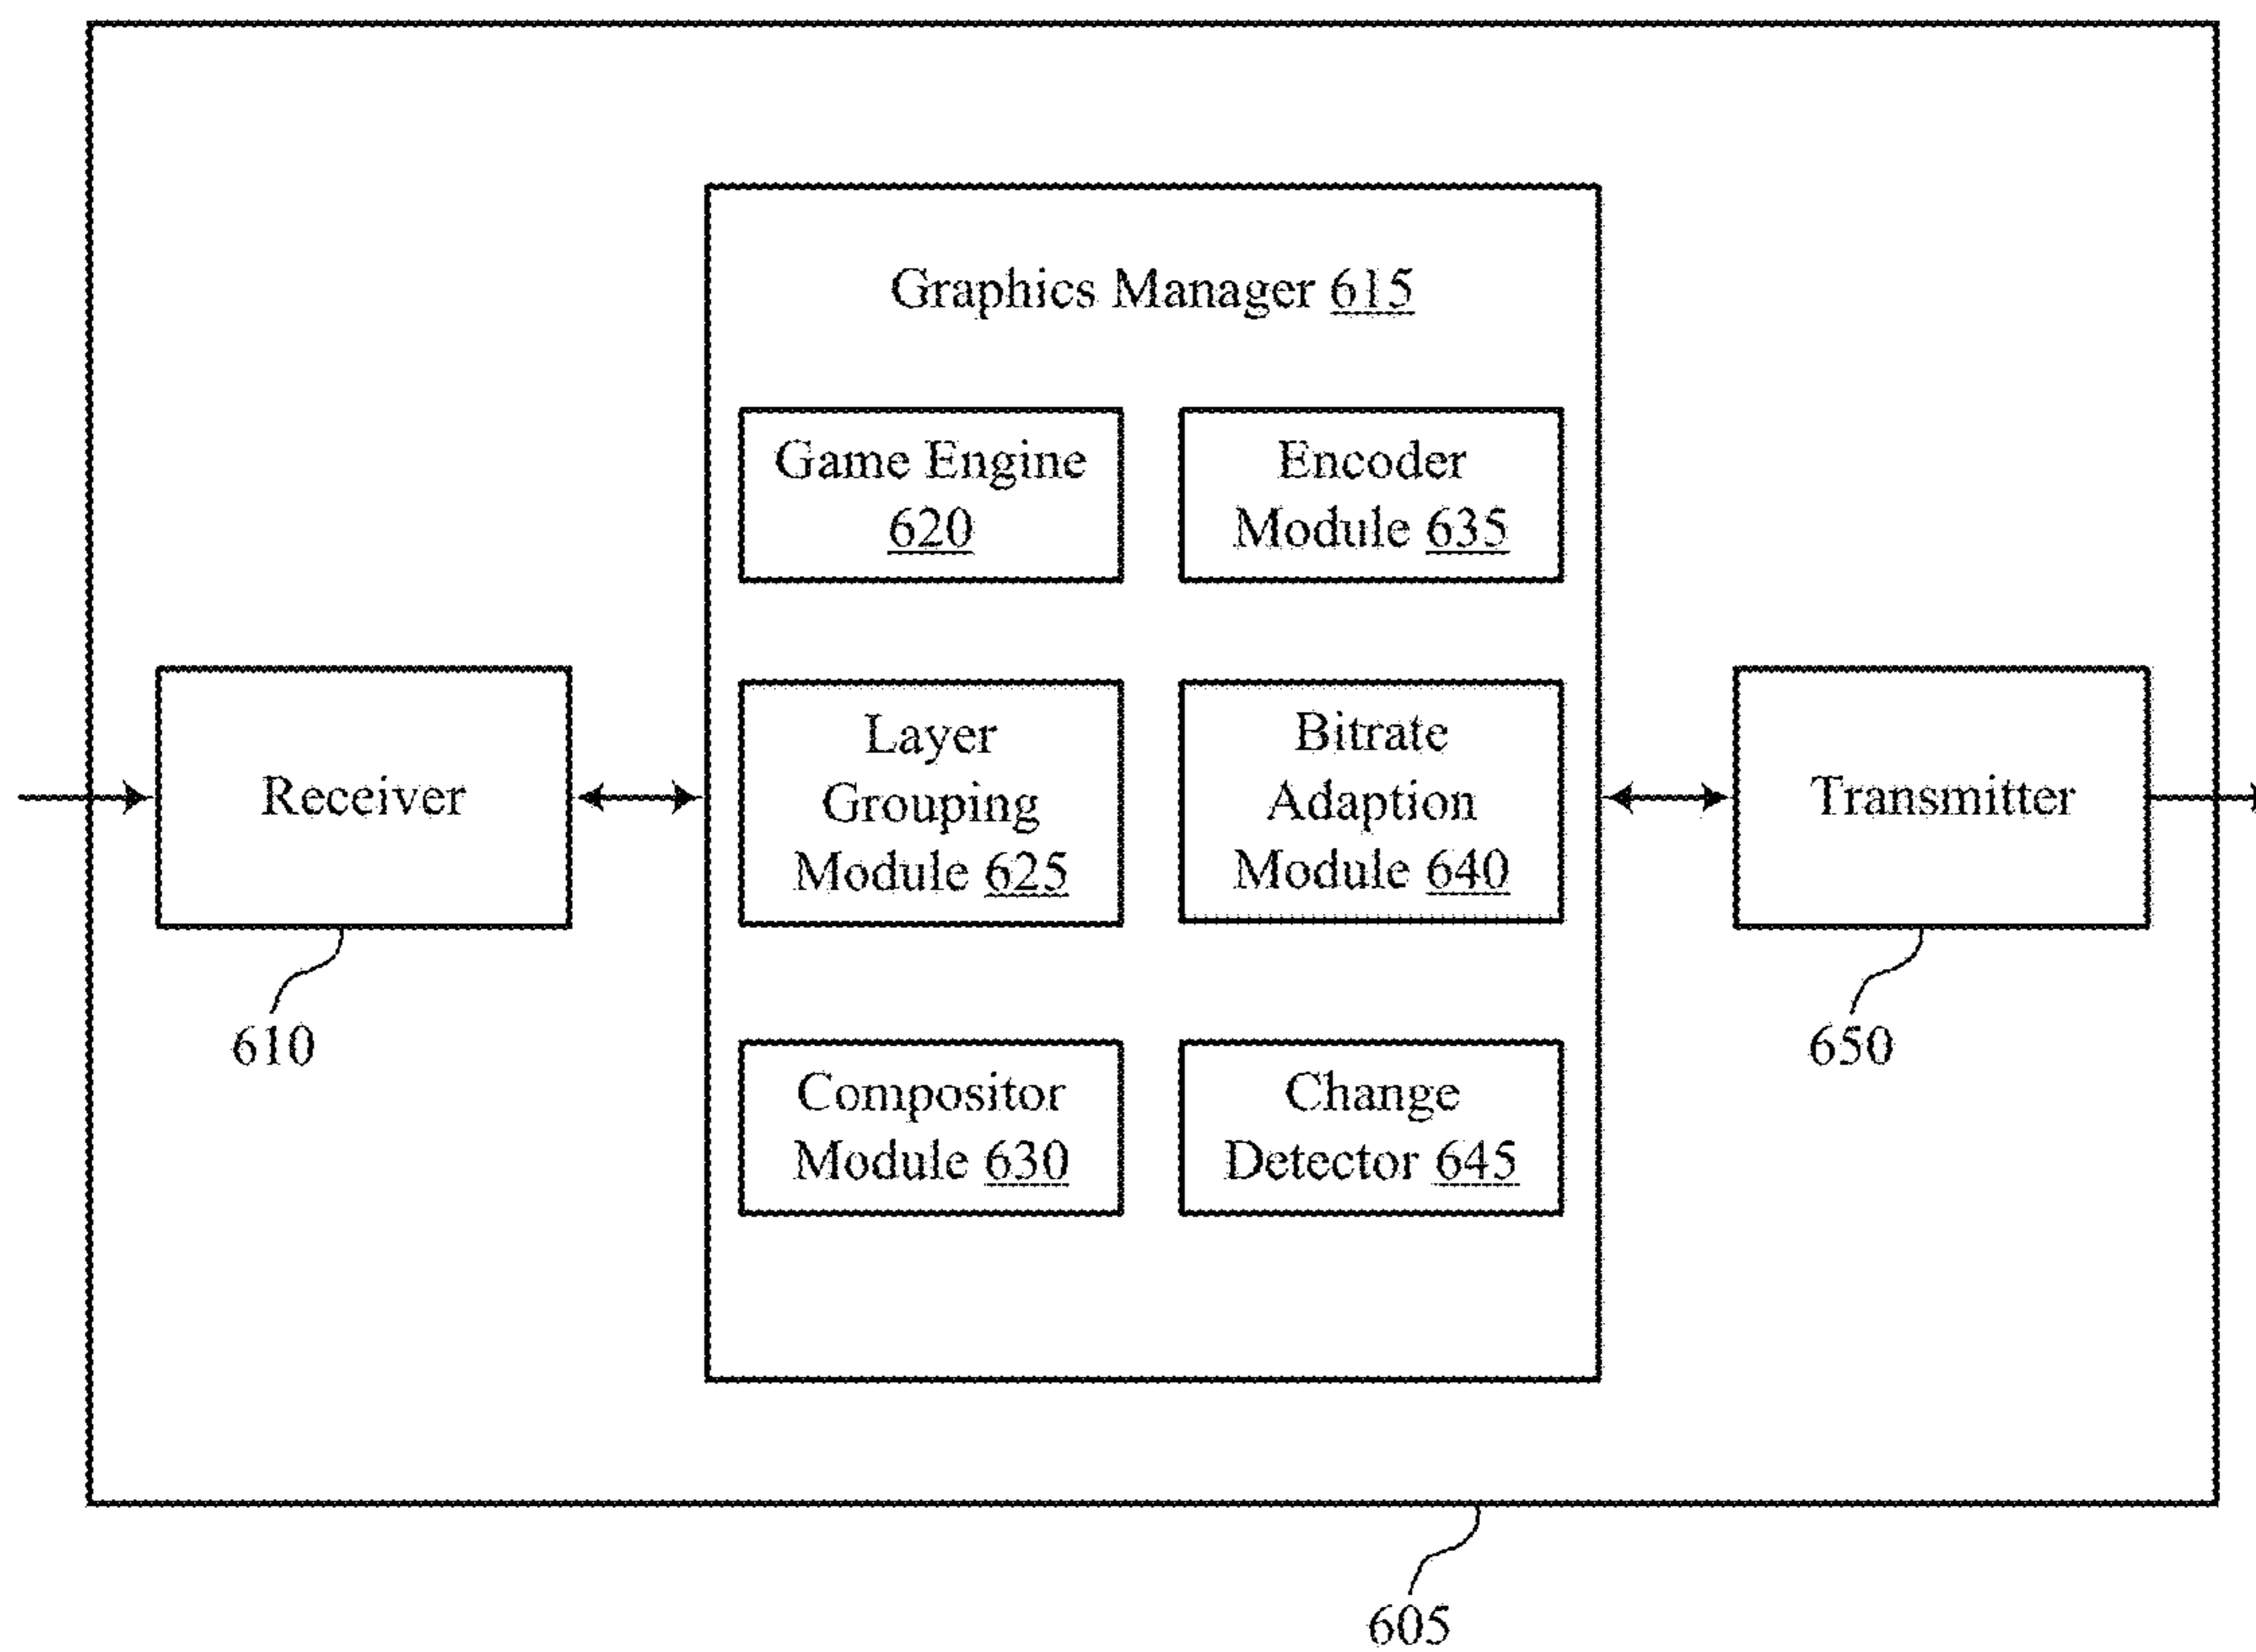 Graphics Manager 615
Game Engine
620
Encoder
Module 635
Layer
Grouping
Module 625
Bitrate
Adaption
Module 640
Compositor
Module 630
Change
Detector 645
Receiver
610
Transmitter
650
605